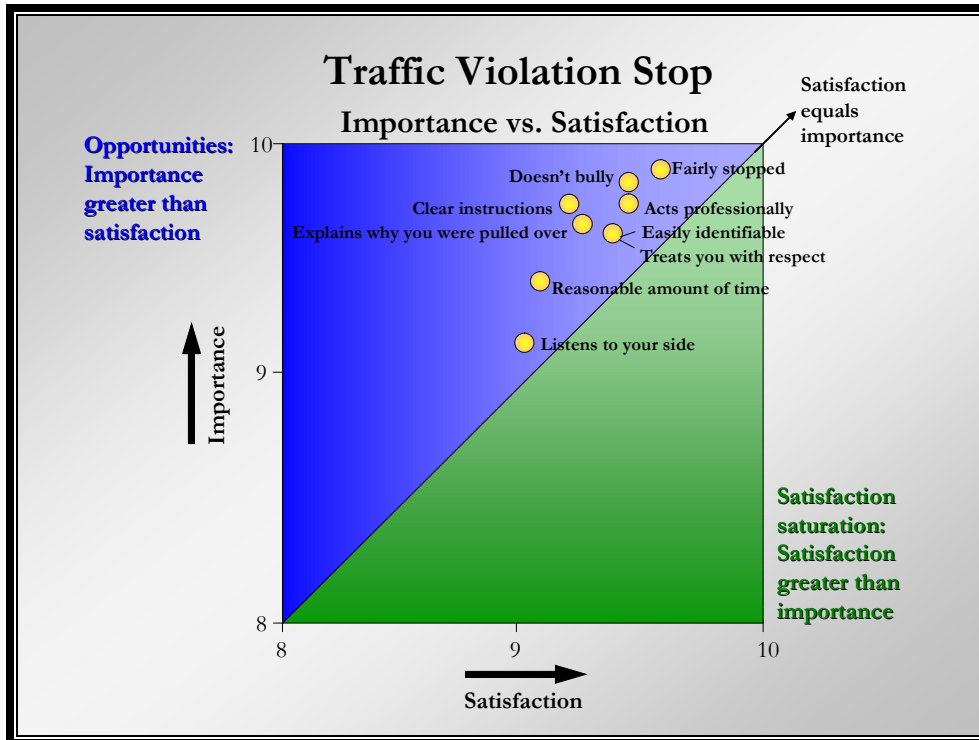 Traffic Violation Stop
Importance vs. Satisfaction
Satisfaction
equals
importance
Opportunities:
Importance
greater than
satisfaction
10
Fairly stopped
Doesn't bully
Clear instructions
Acts professionally
Explains why you were pulled over
Easily identifiable
Treats you with respect
Reasonable amount of time
Listens to your side
9
Importance
Satisfaction
saturation:
Satisfaction
greater than
importance
8
8
9
10
Satisfaction